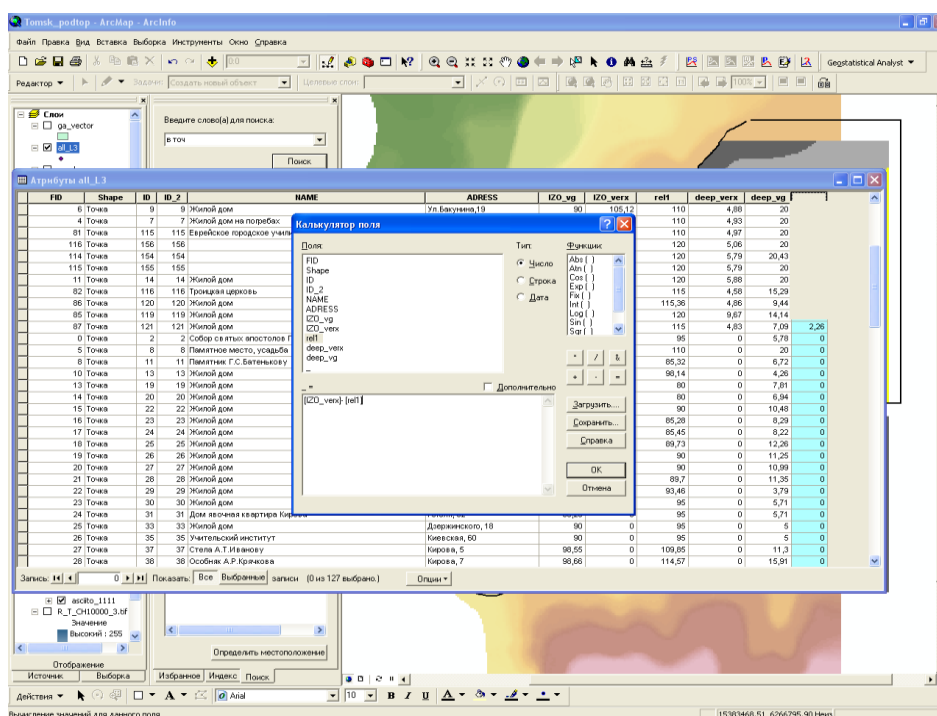 Tomsk_podtop - ArcMap - ArcInfo
Файл Правка Вид Вставка Выборка Инструменты Окно Справка
Geostatistical Analyst
Редактор Задачи: Создать новый объект Целевые слои: 100%
Слои
ga_vector
all_L3
Введите слово(а) для поиска:
в точ
Поиск
Атрибуты all_L3
FID Shape ID ID_2 NAME ADRESS IZO_vg IZO_verx rel1 deep_verx deep_vg
6 Точка 9 9 Жилой дом Ул.Бакунина,19 90 105,12 110 4,88 20
4 Точка 7 7 Жилой дом на погребах 110 4,93 20
81 Точка 115 115 Еврейское городское учили 110 4,97 20
116 Точка 156 156 120 5,06 20
114 Точка 154 154 120 5,79 20,43
115 Точка 155 155 120 5,79 20
11 Точка 14 14 Жилой дом 120 5,88 20
82 Точка 116 116 Троицкая церковь 115 4,58 15,29
86 Точка 120 120 Жилой дом 115,36 4,86 9,44
85 Точка 119 119 Жилой дом 120 9,67 14,14
87 Точка 121 121 Жилой дом 115 4,83 7,09 2,26
0 Точка 2 2 Собор святых апостолов 95 0 5,78 0
5 Точка 8 8 Памятное место, усадьба 110 0 20 0
8 Точка 11 11 Памятник Г.С.Батенькову 85,32 0 6,72 0
10 Точка 13 13 Жилой дом 98,14 0 4,26 0
13 Точка 19 19 Жилой дом 80 0 7,81 0
14 Точка 20 20 Жилой дом 80 0 6,94 0
15 Точка 22 22 Жилой дом 90 0 10,48 0
16 Точка 23 23 Жилой дом 85,28 0 8,29 0
17 Точка 24 24 Жилой дом 85,45 0 8,22 0
18 Точка 25 25 Жилой дом 89,73 0 12,26 0
19 Точка 26 26 Жилой дом 90 0 11,25 0
20 Точка 27 27 Жилой дом 90 0 10,99 0
21 Точка 28 28 Жилой дом 89,7 0 11,35 0
22 Точка 29 29 Жилой дом 93,46 0 3,79 0
23 Точка 30 30 Жилой дом 95 0 5,71 0
24 Точка 31 31 Дом явочная квартира Киро 95 0 5,71 0
25 Точка 33 33 Жилой дом Дзержинского, 18 90 0 95 0 5 0
26 Точка 35 35 Учительский институт Киевская, 60 90 0 95 0 5 0
27 Точка 37 37 Стела А.Т.Иванову Кирова, 5 98,55 0 109,85 0 11,3 0
28 Точка 38 38 Особняк А.Р.Крячкова Кирова, 7 98,66 0 114,57 0 15,91 0
Калькулятор поля
Поля: Тип: Функции:
FID
Shape
ID
ID_2
NAME
ADRESS
IZO_vg
IZO_verx
rel1
deep_verx
deep_vg
_
Число
Строка
Дата
Abs ( )
Atn ( )
Cos ( )
Exp ( )
Fix ( )
Int ( )
Log ( )
Sin ( )
Sqr ( )
* / &
+ - =
_ = Дополнительно
[IZO_verx]- [rel1]
Загрузить...
Сохранить...
Справка
OK
Отмена
Запись: 0 Показать: Все Выбранные записи (0 из 127 выбрано.) Опции
ascito_1111
R_T_CH10000_3.tif
Значение
Высокий : 255
Определить местоположение
Отображение
Источник Выборка Избранное Индекс Поиск
Действия Arial 10
Вычисление значений для данного поля
15383468,51 6266795,90 Неиз